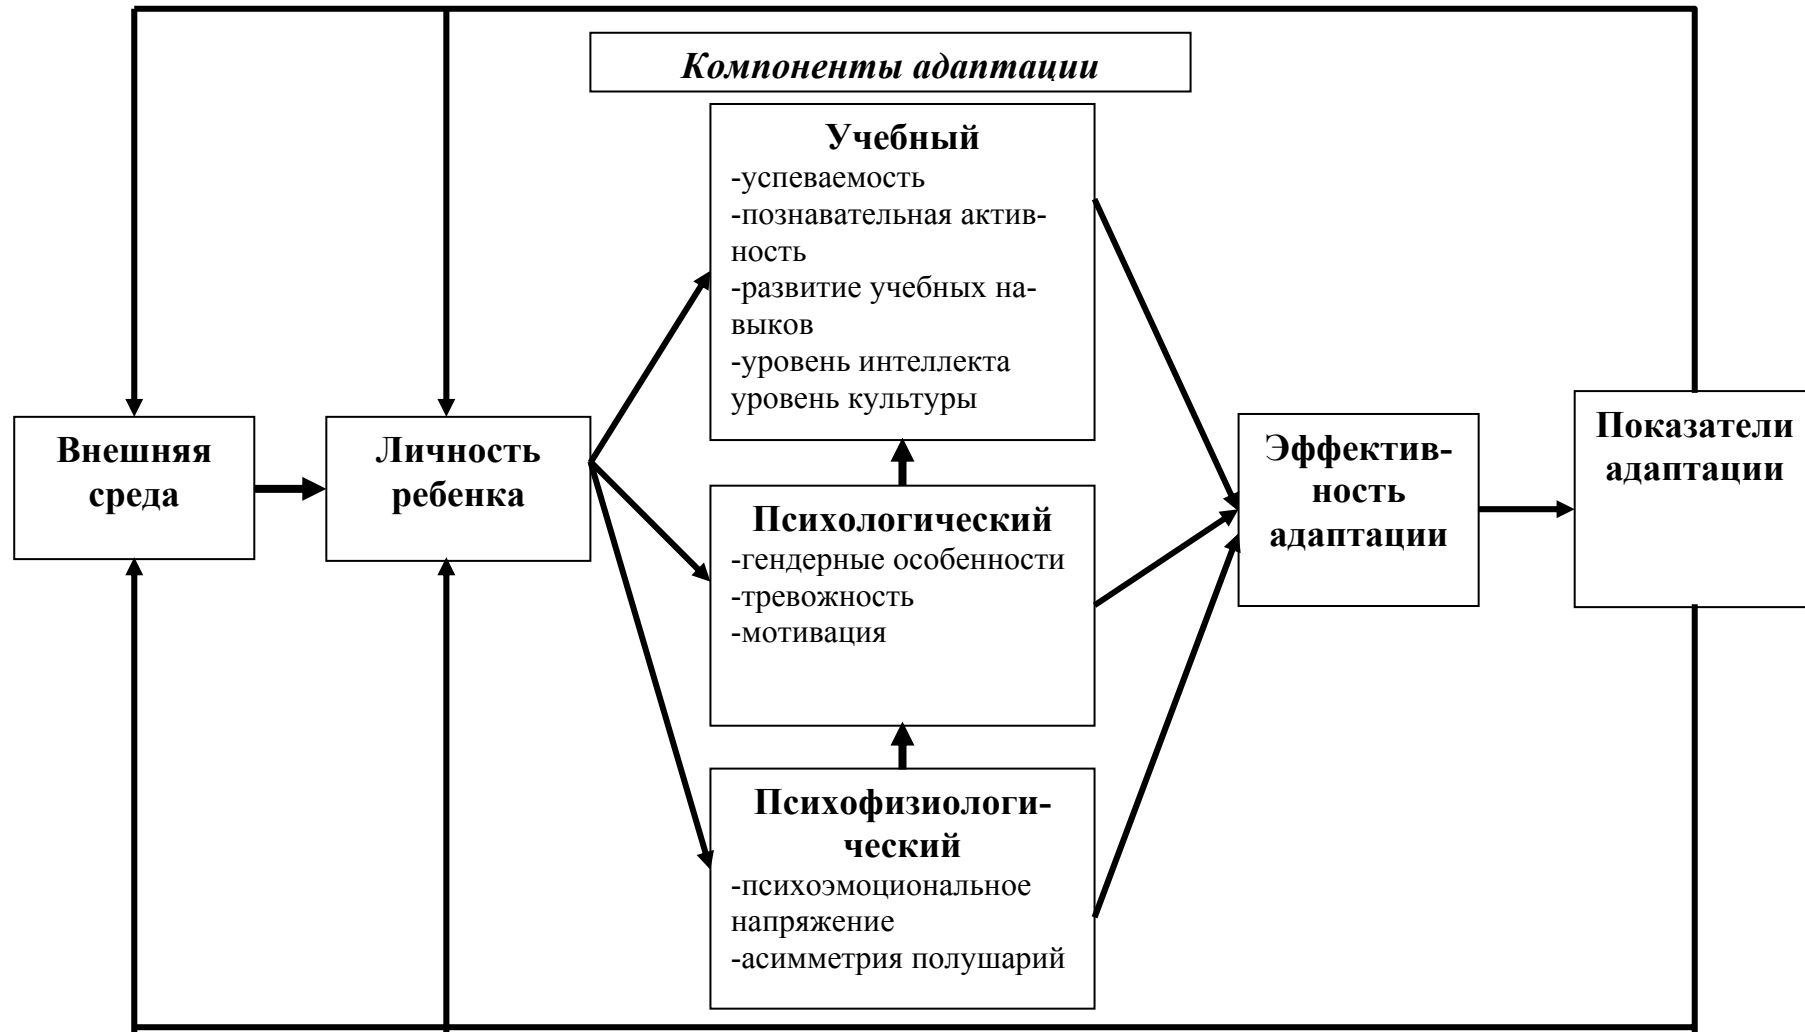 Компоненты адаптации
Учебный
-успеваемость
-познавательная актив-
ность
-развитие учебных на-
выков
-уровень интеллекта
уровень культуры
Внешняя
среда
Личность
ребенка
Психологический
-гендерные особенности
-тревожность
-мотивация
Психофизиологи-
ческий
-психоэмоциональное
напряжение
-асимметрия полушарий
Эффектив-
ность
адаптации
Показатели
адаптации